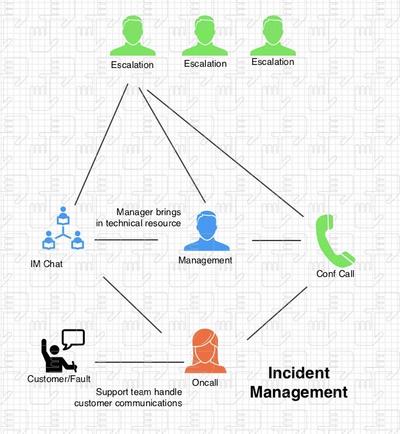 Escalation
Escalation
Escalation
Manager brings
in technical resource
IM Chat
Management
Conf Call
Customer/Fault
Oncall
Support team handle
customer communications
Incident
Management